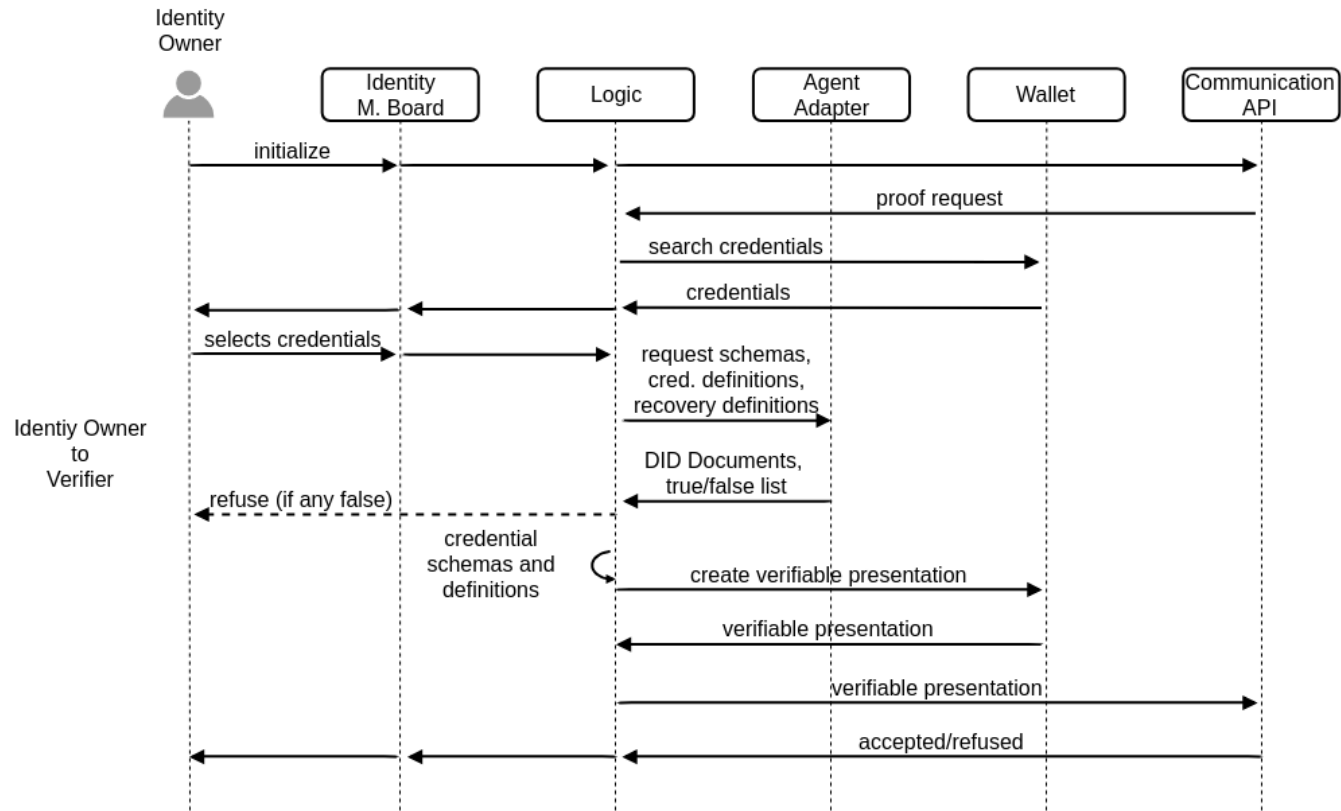 Identity
Owner
Identity
M. Board
Logic
Agent
Adapter
Wallet
Communication
API
initialize
proof request
search credentials
credentials
selects credentials
request schemas,
cred. definitions,
recovery definitions
Identiy Owner
to
Verifier
DID Documents,
true/false list
refuse (if any false)
credential
schemas and
definitions
create verifiable presentation
verifiable presentation
verifiable presentation
accepted/refused